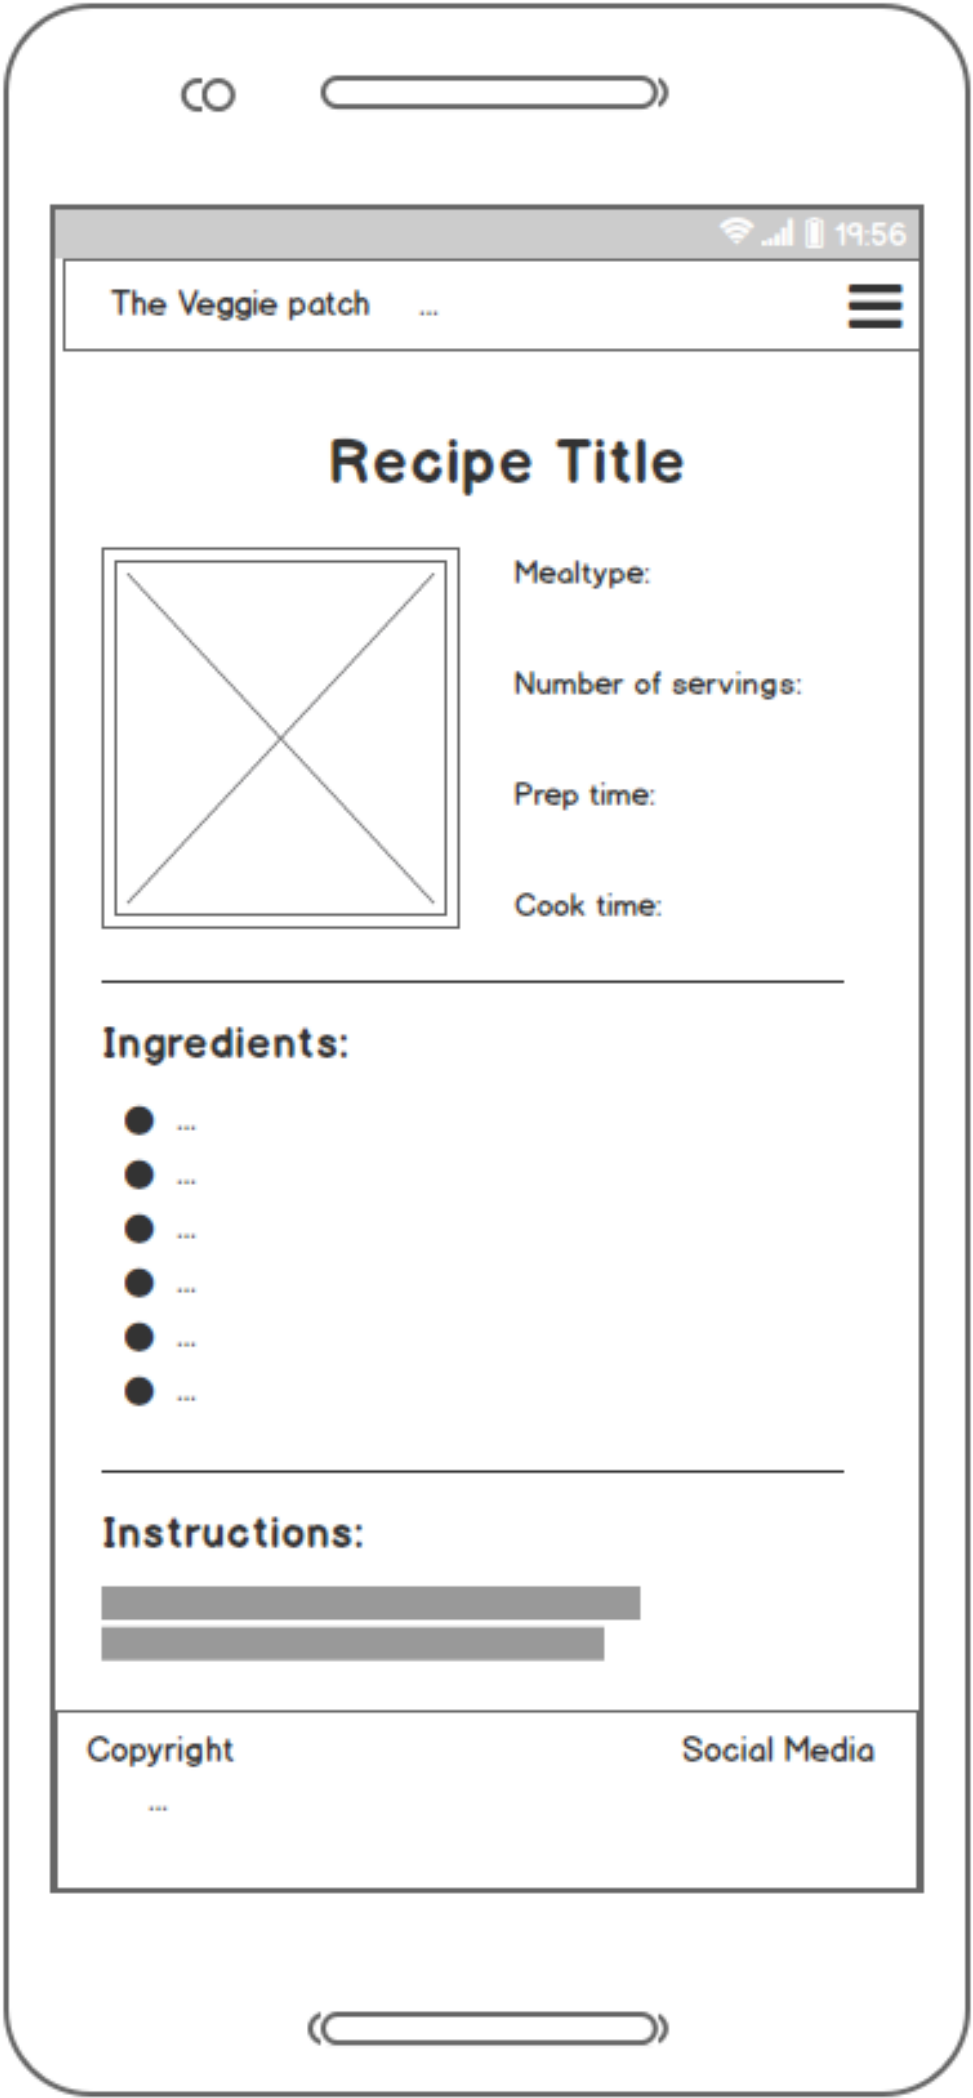 19:56
The Veggie patch ...
Recipe Title
Mealtype:
Number of servings:
Prep time:
Cook time:
Ingredients:
● ...
● ...
● ...
● ...
● ...
● ...
Instructions:
Copyright Social Media
...